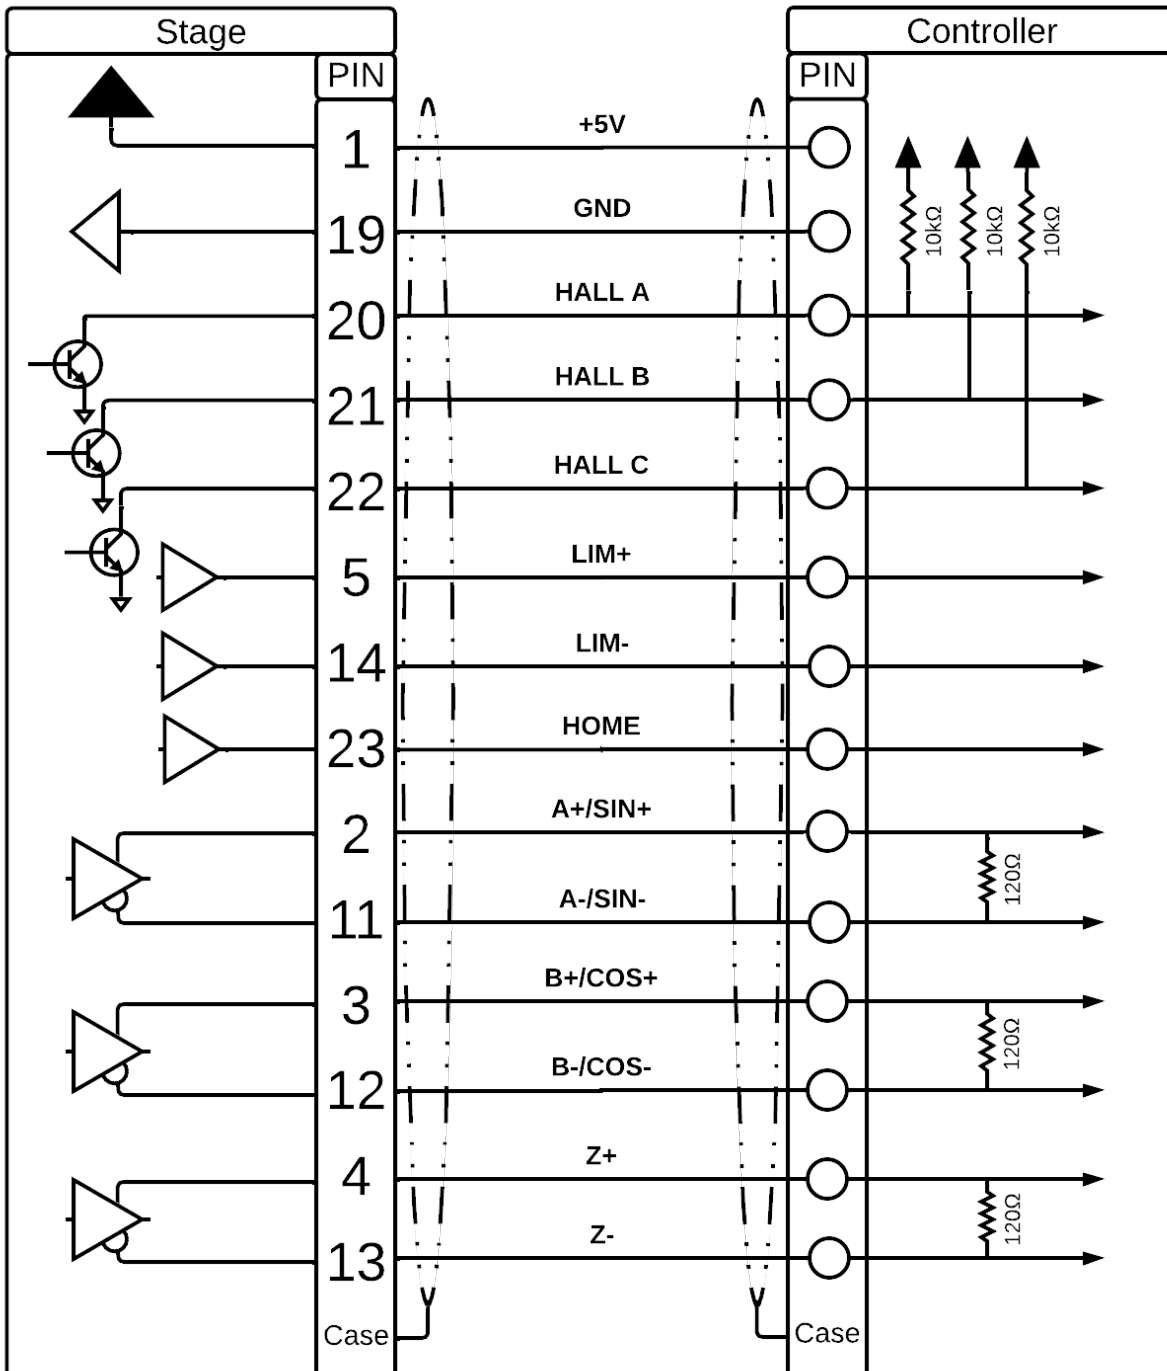 Stage
Controller
PIN
PIN
1
+5V
19
GND
10kΩ
10kΩ
10kΩ
20
HALL A
21
HALL B
22
HALL C
5
LIM+
14
LIM-
23
HOME
2
A+/SIN+
120Ω
11
A-/SIN-
3
B+/COS+
120Ω
12
B-/COS-
4
Z+
120Ω
13
Z-
Case
Case